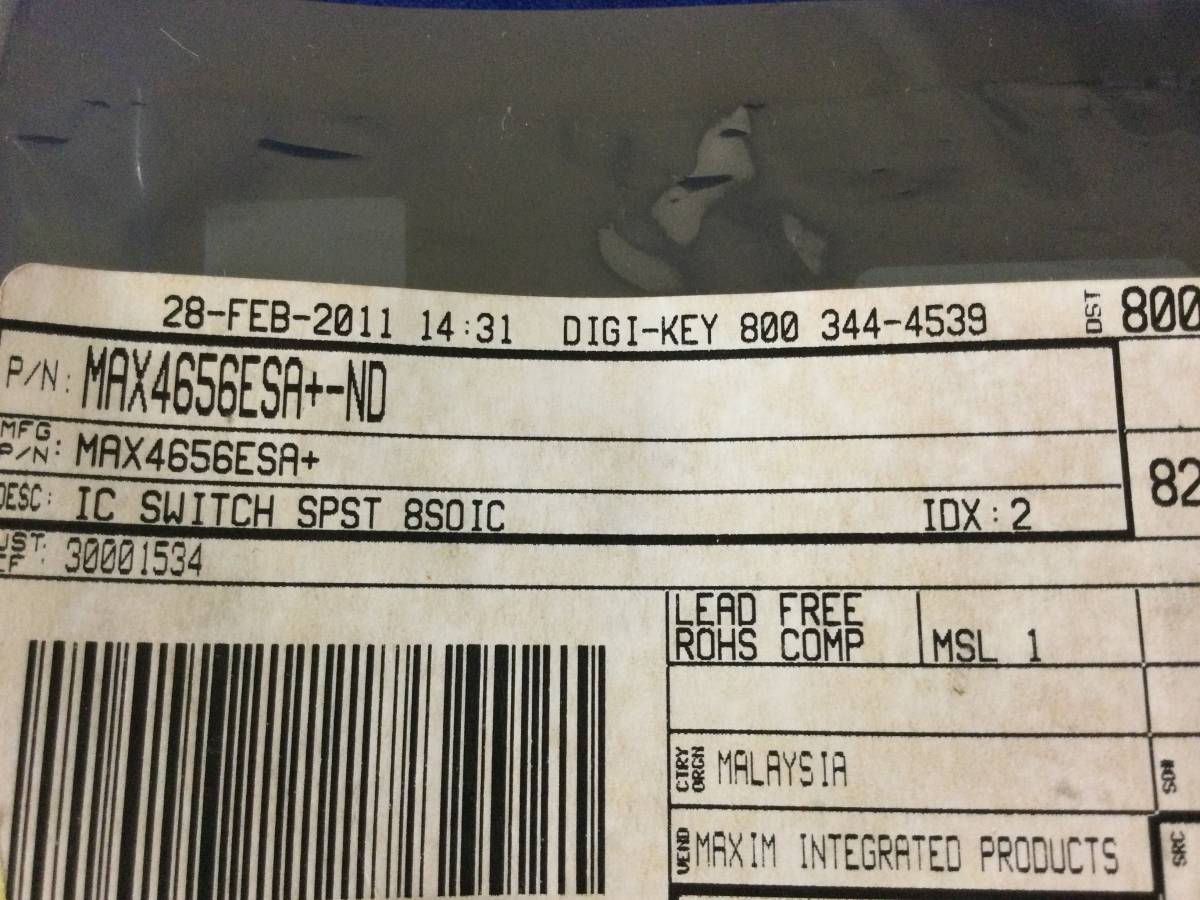 28-FEB-2011 14:31 DIGI-KEY 800 344-4539 DST 800
P/N: MAX4656ESA+-ND
MFG P/N: MAX4656ESA+
82
DESC: IC SWITCH SPST 8SOIC IDX: 2
30001534
LEAD FREE
ROHS COMP
MSL 1
CTRY ORGN MALAYSIA
SO#
VEND MAXIM INTEGRATED PRODUCTS
SRC